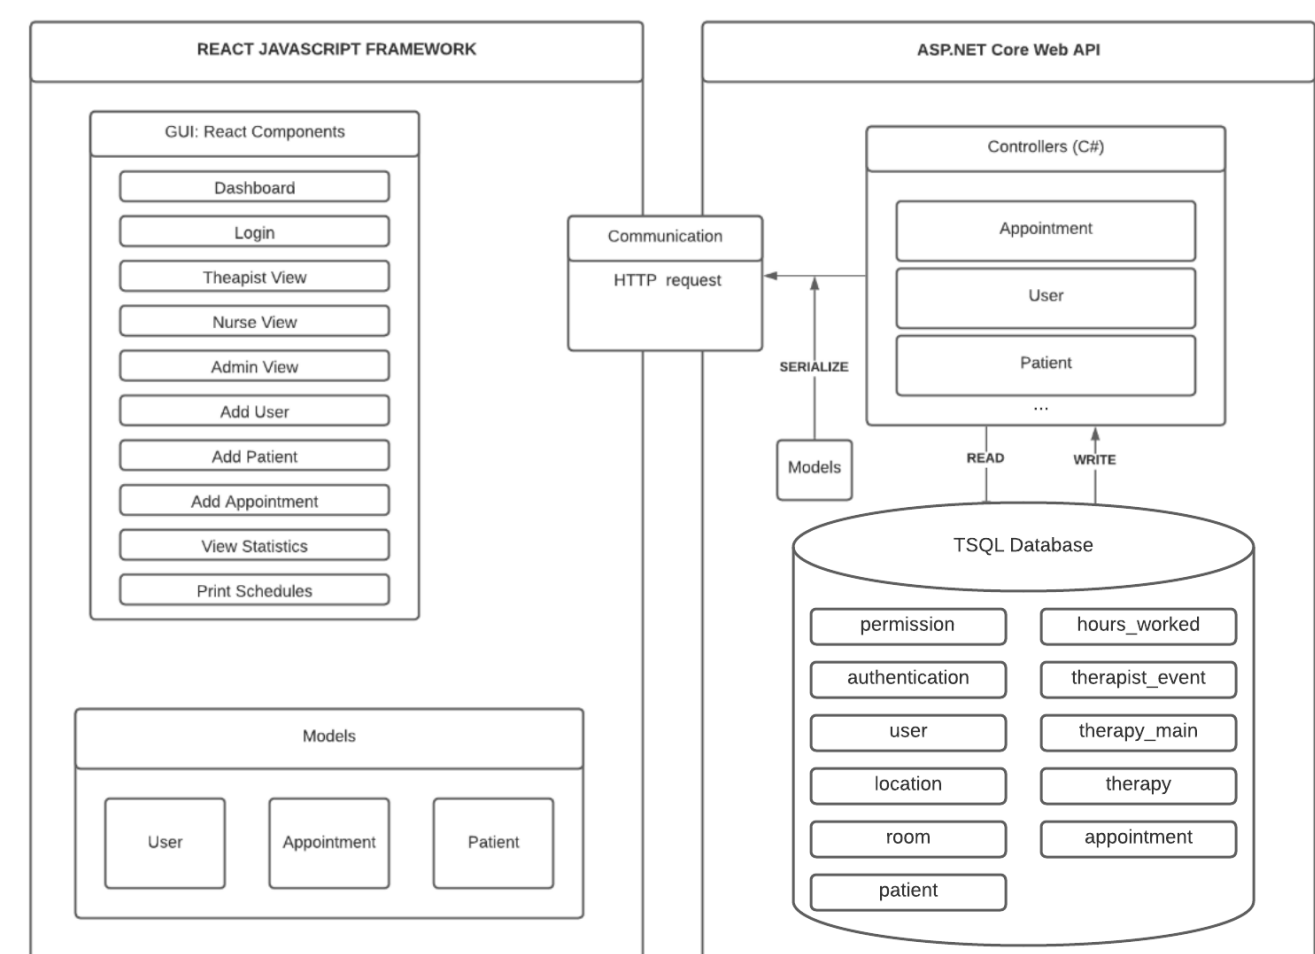 REACT JAVASCRIPT FRAMEWORK
GUI: React Components
Dashboard
Login
Theapist View
Nurse View
Admin View
Add User
Add Patient
Add Appointment
View Statistics
Print Schedules
Models
User
Appointment
Patient
Communication
HTTP request
ASP.NET Core Web API
Controllers (C#)
Appointment
User
Patient
...
SERIALIZE
Models
READ
WRITE
TSQL Database
permission
authentication
user
location
room
patient
hours_worked
therapist_event
therapy_main
therapy
appointment